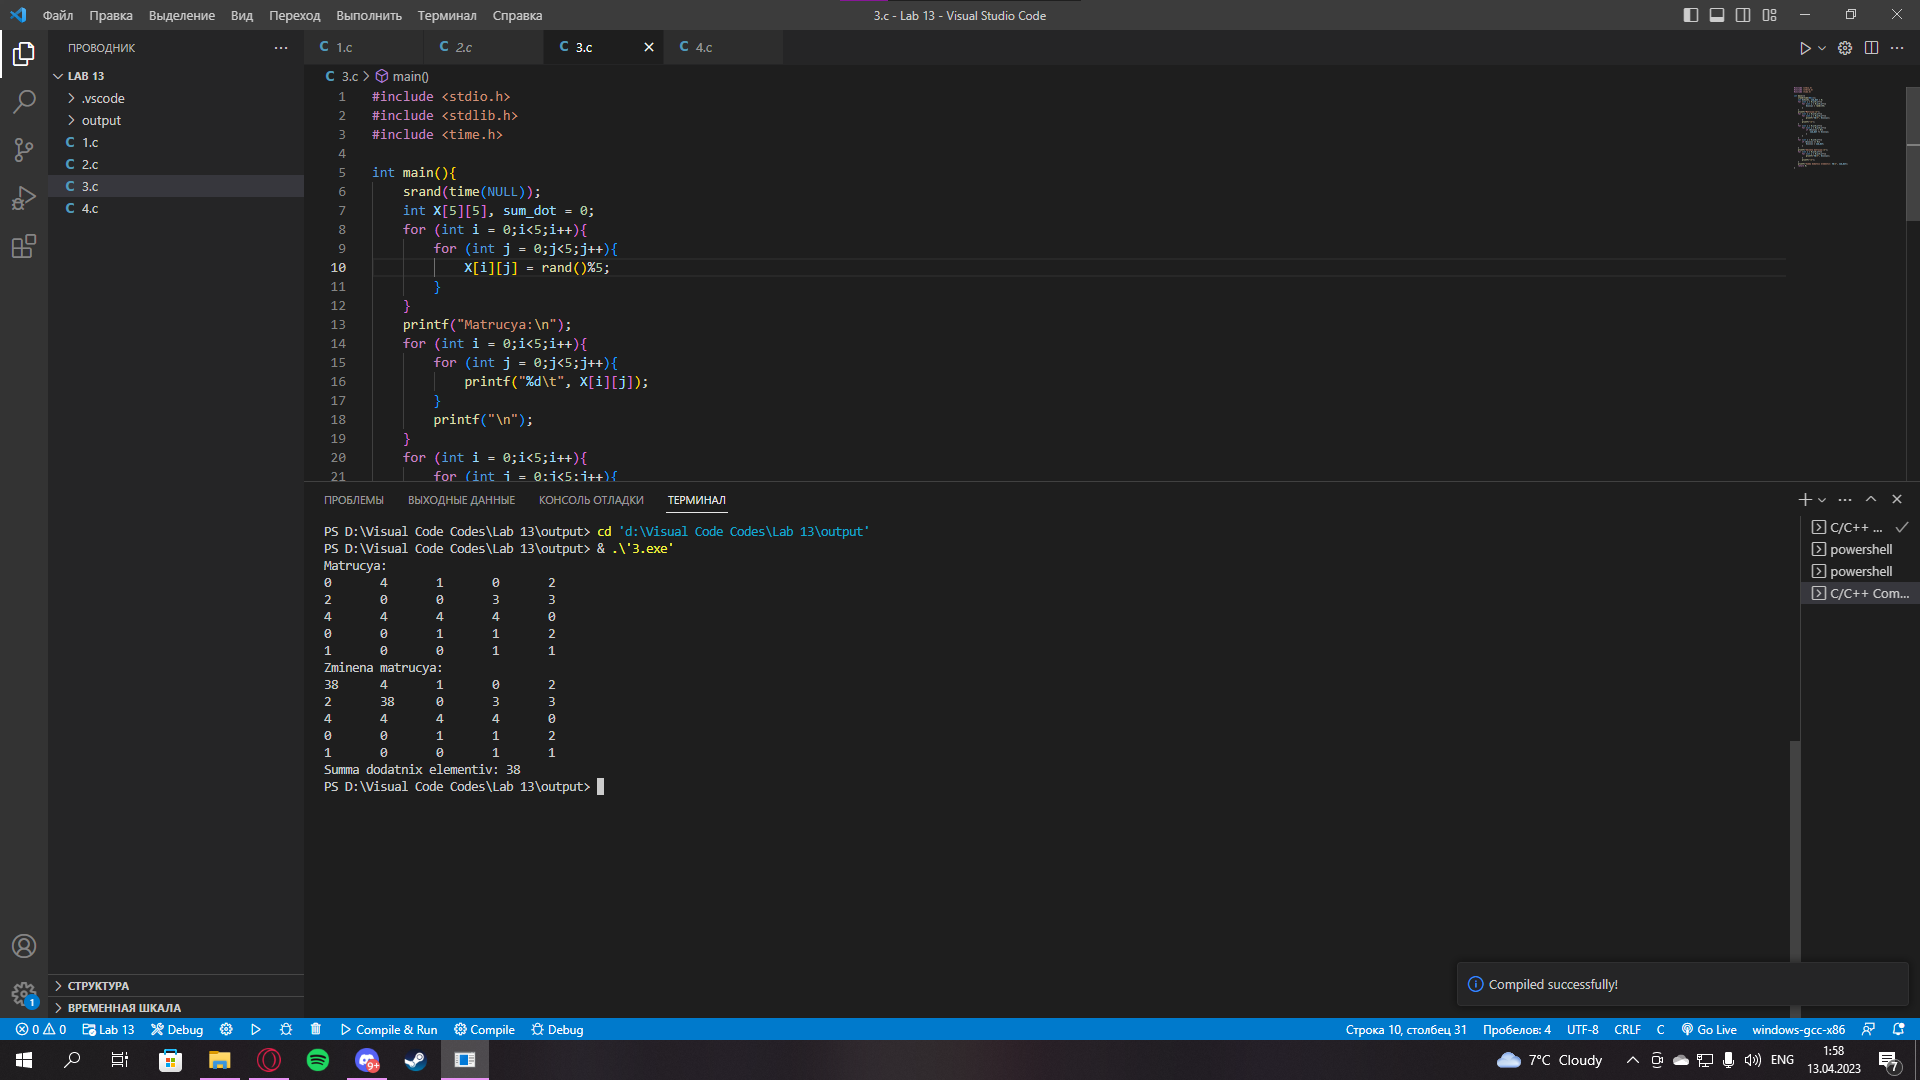 Файл Правка Выделение Вид Переход Выполнить Терминал Справка
3.c - Lab 13 - Visual Studio Code
ПРОВОДНИК
LAB 13
.vscode
output
C 1.c
C 2.c
C 3.c
C 4.c
СТРУКТУРА
ВРЕМЕННАЯ ШКАЛА
C 1.c C 2.c C 3.c C 4.c
C 3.c > main()
1 #include <stdio.h>
2 #include <stdlib.h>
3 #include <time.h>
4
5 int main(){
6 srand(time(NULL));
7 int X[5][5], sum_dot = 0;
8 for (int i = 0;i<5;i++){
9 for (int j = 0;j<5;j++){
10 X[i][j] = rand()%5;
11 }
12 }
13 printf("Matrucya:\n");
14 for (int i = 0;i<5;i++){
15 for (int j = 0;j<5;j++){
16 printf("%d\t", X[i][j]);
17 }
18 printf("\n");
19 }
20 for (int i = 0;i<5;i++){
21 for (int j = 0;j<5;j++){
ПРОБЛЕМЫ ВЫХОДНЫЕ ДАННЫЕ КОНСОЛЬ ОТЛАДКИ ТЕРМИНАЛ
PS D:\Visual Code Codes\Lab 13\output> cd 'd:\Visual Code Codes\Lab 13\output'
PS D:\Visual Code Codes\Lab 13\output> & .\'3.exe'
Matrucya:
0 4 1 0 2
2 0 0 3 3
4 4 4 4 0
0 0 1 1 2
1 0 0 1 1
Zminena matrucya:
38 4 1 0 2
2 38 0 3 3
4 4 4 4 0
0 0 1 1 2
1 0 0 1 1
Summa dodatnix elementiv: 38
PS D:\Visual Code Codes\Lab 13\output>
C/C++ ...
powershell
powershell
C/C++ Com...
Compiled successfully!
1
0 0 Lab 13 Debug Compile & Run Compile Debug
Строка 10, столбец 31 Пробелов: 4 UTF-8 CRLF C Go Live windows-gcc-x86
9+
7°C Cloudy
ENG
1:58
13.04.2023
7